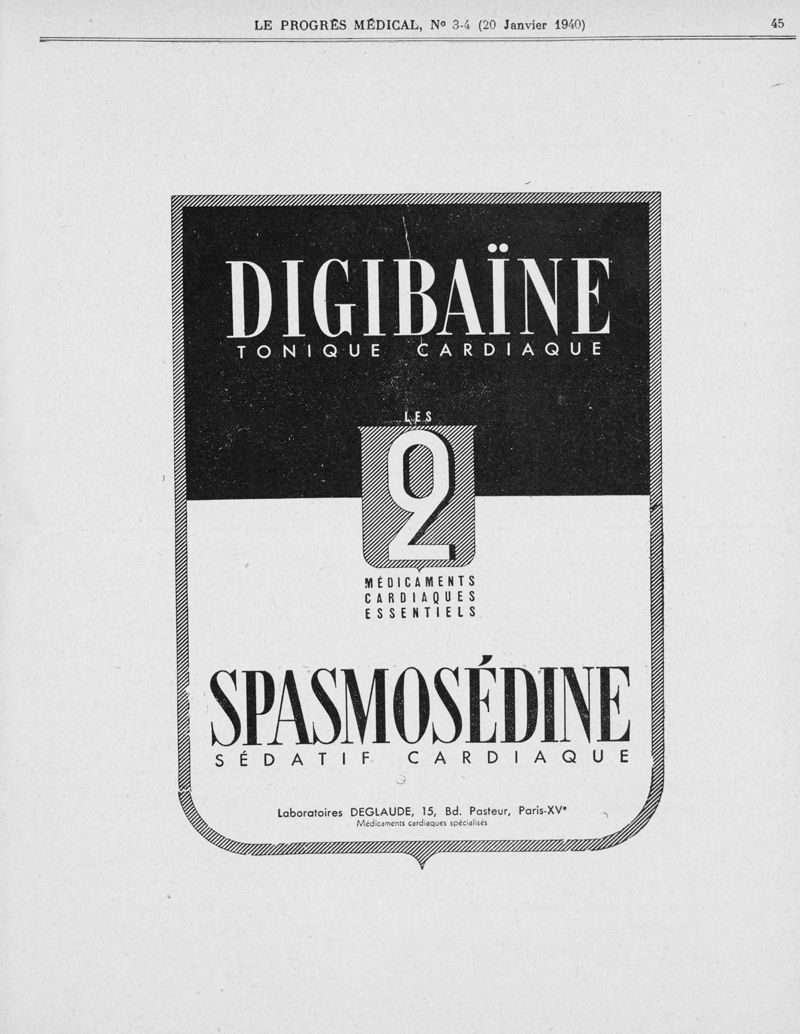 LE PROGRÈS MÉDICAL, Nº 3-4 (20 Janvier 1940) 45
DIGIBAÏNE
TONIQUE CARDIAQUE
LES
2
MÉDICAMENTS
CARDIAQUES
ESSENTIELS
SPASMOSÉDINE
SÉDATIF CARDIAQUE
Laboratoires DEGLAUDE, 15, Bd. Pasteur, Paris-XVᵉ
Médicaments cardiaques spécialisés